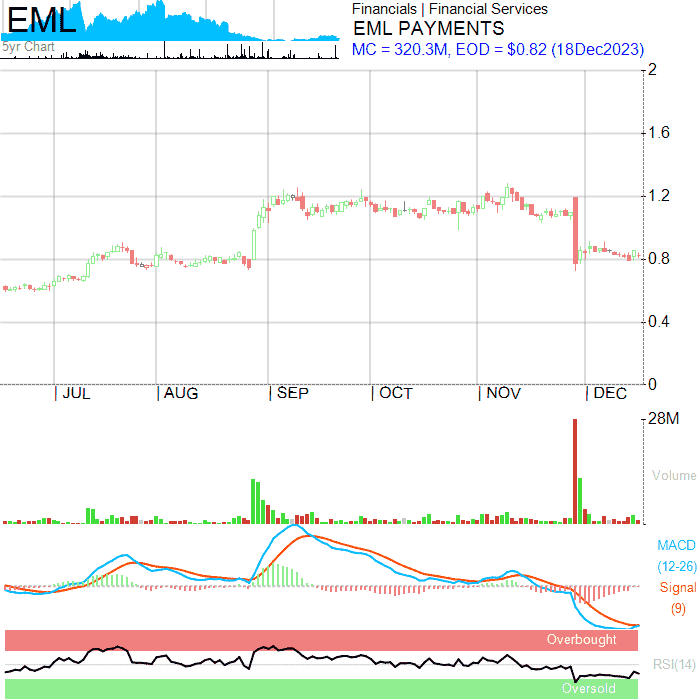 EML
5yr Chart
Financials | Financial Services
EML PAYMENTS
MC = 320.3M, EOD = $0.82 (18Dec2023)
2
1.6
1.2
0.8
0.4
0
JUL
AUG
SEP
OCT
NOV
DEC
28M
Volume
MACD
(12-26)
Signal
(9)
Overbought
RSI(14)
Oversold